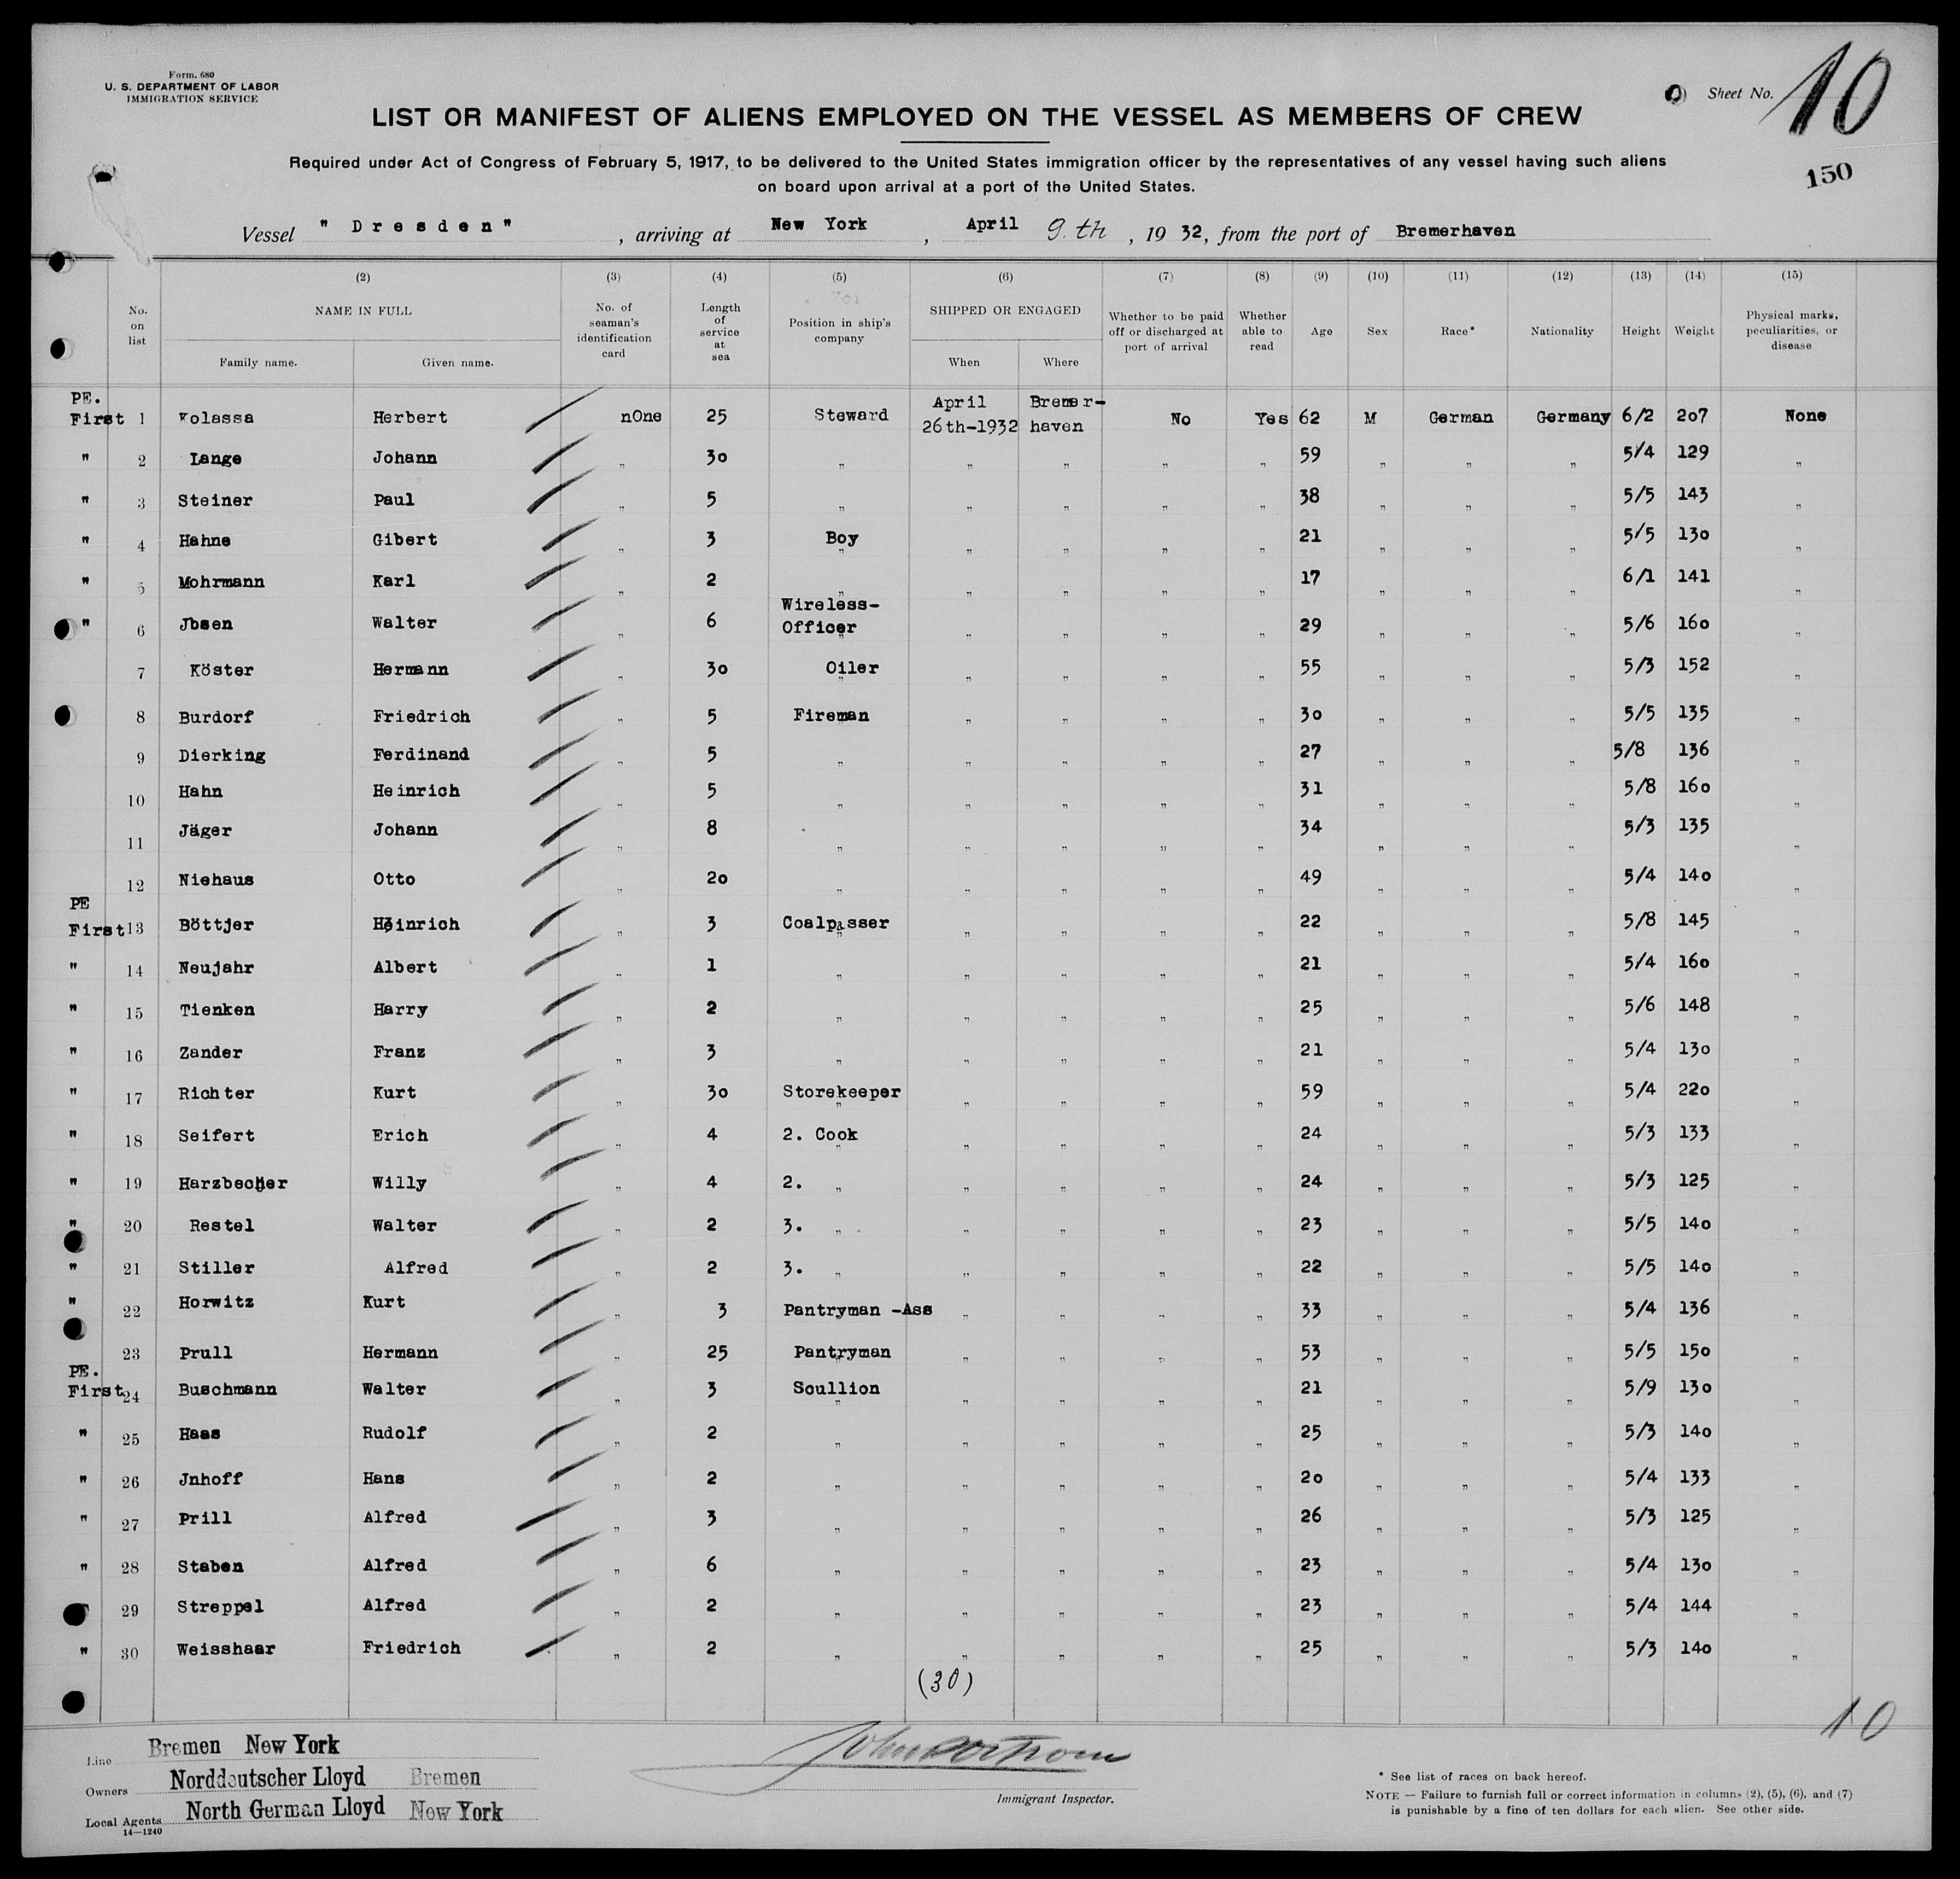 Form. 680
U. S. DEPARTMENT OF LABOR
IMMIGRATION SERVICE
Sheet No. 10
LIST OR MANIFEST OF ALIENS EMPLOYED ON THE VESSEL AS MEMBERS OF CREW
Required under Act of Congress of February 5, 1917, to be delivered to the United States immigration officer by the representatives of any vessel having such aliens
on board upon arrival at a port of the United States.
150
Vessel "Dresden", arriving at New York, April 9.th, 1932, from the port of Bremerhaven
(2) (3) (4) (5) (6) (7) (8) (9) (10) (11) (12) (13) (14) (15)
No. on list NAME IN FULL Family name. Given name. No. of seaman's identification card Length of service at sea Position in ship's company SHIPPED OR ENGAGED When Where Whether to be paid off or discharged at port of arrival Whether able to read Age Sex Race* Nationality Height Weight Physical marks, peculiarities, or disease
PE.
First 1 Kolassa Herbert nOne 25 Steward April 26th-1932 Bremer-haven No Yes 62 M German Germany 6/2 207 None
" 2 Lange Johann " 30 " " " " " 59 " " " 5/4 129 "
" 3 Steiner Paul " 5 " " " " " 38 " " " 5/5 143 "
" 4 Hahne Gibert " 3 Boy " " " " 21 " " " 5/5 130 "
" 5 Mohrmann Karl " 2 " " " " " 17 " " " 6/1 141 "
" 6 Jbsen Walter " 6 Wireless-Officer " " " " 29 " " " 5/6 160 "
7 Köster Hermann " 30 Oiler " " " " 55 " " " 5/3 152 "
8 Burdorf Friedrich " 5 Fireman " " " " 30 " " " 5/5 135 "
9 Dierking Ferdinand " 5 " " " " " 27 " " " 5/8 136 "
10 Hahn Heinrich " 5 " " " " " 31 " " " 5/8 160 "
11 Jäger Johann " 8 " " " " " 34 " " " 5/3 135 "
12 Niehaus Otto " 20 " " " " " 49 " " " 5/4 140 "
PE
First 13 Böttjer Heinrich " 3 Coalpasser " " " " 22 " " " 5/8 145 "
" 14 Neujahr Albert " 1 " " " " " 21 " " " 5/4 160 "
" 15 Tienken Harry " 2 " " " " " 25 " " " 5/6 148 "
" 16 Zander Franz " 3 " " " " " 21 " " " 5/4 130 "
" 17 Richter Kurt " 30 Storekeeper " " " " 59 " " " 5/4 220 "
" 18 Seifert Erich " 4 2. Cook " " " " 24 " " " 5/3 133 "
" 19 Harzbecher Willy " 4 2. " " " " " 24 " " " 5/3 125 "
" 20 Restel Walter " 2 3. " " " " " 23 " " " 5/5 140 "
" 21 Stiller Alfred " 2 3. " " " " " 22 " " " 5/5 140 "
" 22 Horwitz Kurt " 3 Pantryman -Ass " " " " 33 " " " 5/4 136 "
23 Prull Hermann " 25 Pantryman " " " " 53 " " " 5/5 150 "
PE.
First 24 Buschmann Walter " 3 Scullion " " " " 21 " " " 5/9 130 "
" 25 Haas Rudolf " 2 " " " " " 25 " " " 5/3 140 "
" 26 Jnhoff Hans " 2 " " " " " 20 " " " 5/4 133 "
" 27 Prill Alfred " 3 " " " " " 26 " " " 5/3 125 "
" 28 Staben Alfred " 6 " " " " " 23 " " " 5/4 130 "
" 29 Streppel Alfred " 2 " " " " " 23 " " " 5/4 144 "
" 30 Weisshaar Friedrich " 2 " " " " " 25 " " " 5/3 140 "
(30)
10
Line Bremen New York
Owners Norddeutscher Lloyd Bremen
Local Agents North German Lloyd New York
14—1240
Immigrant Inspector.
* See list of races on back hereof.
NOTE — Failure to furnish full or correct information in columns (2), (5), (6), and (7)
is punishable by a fine of ten dollars for each alien. See other side.